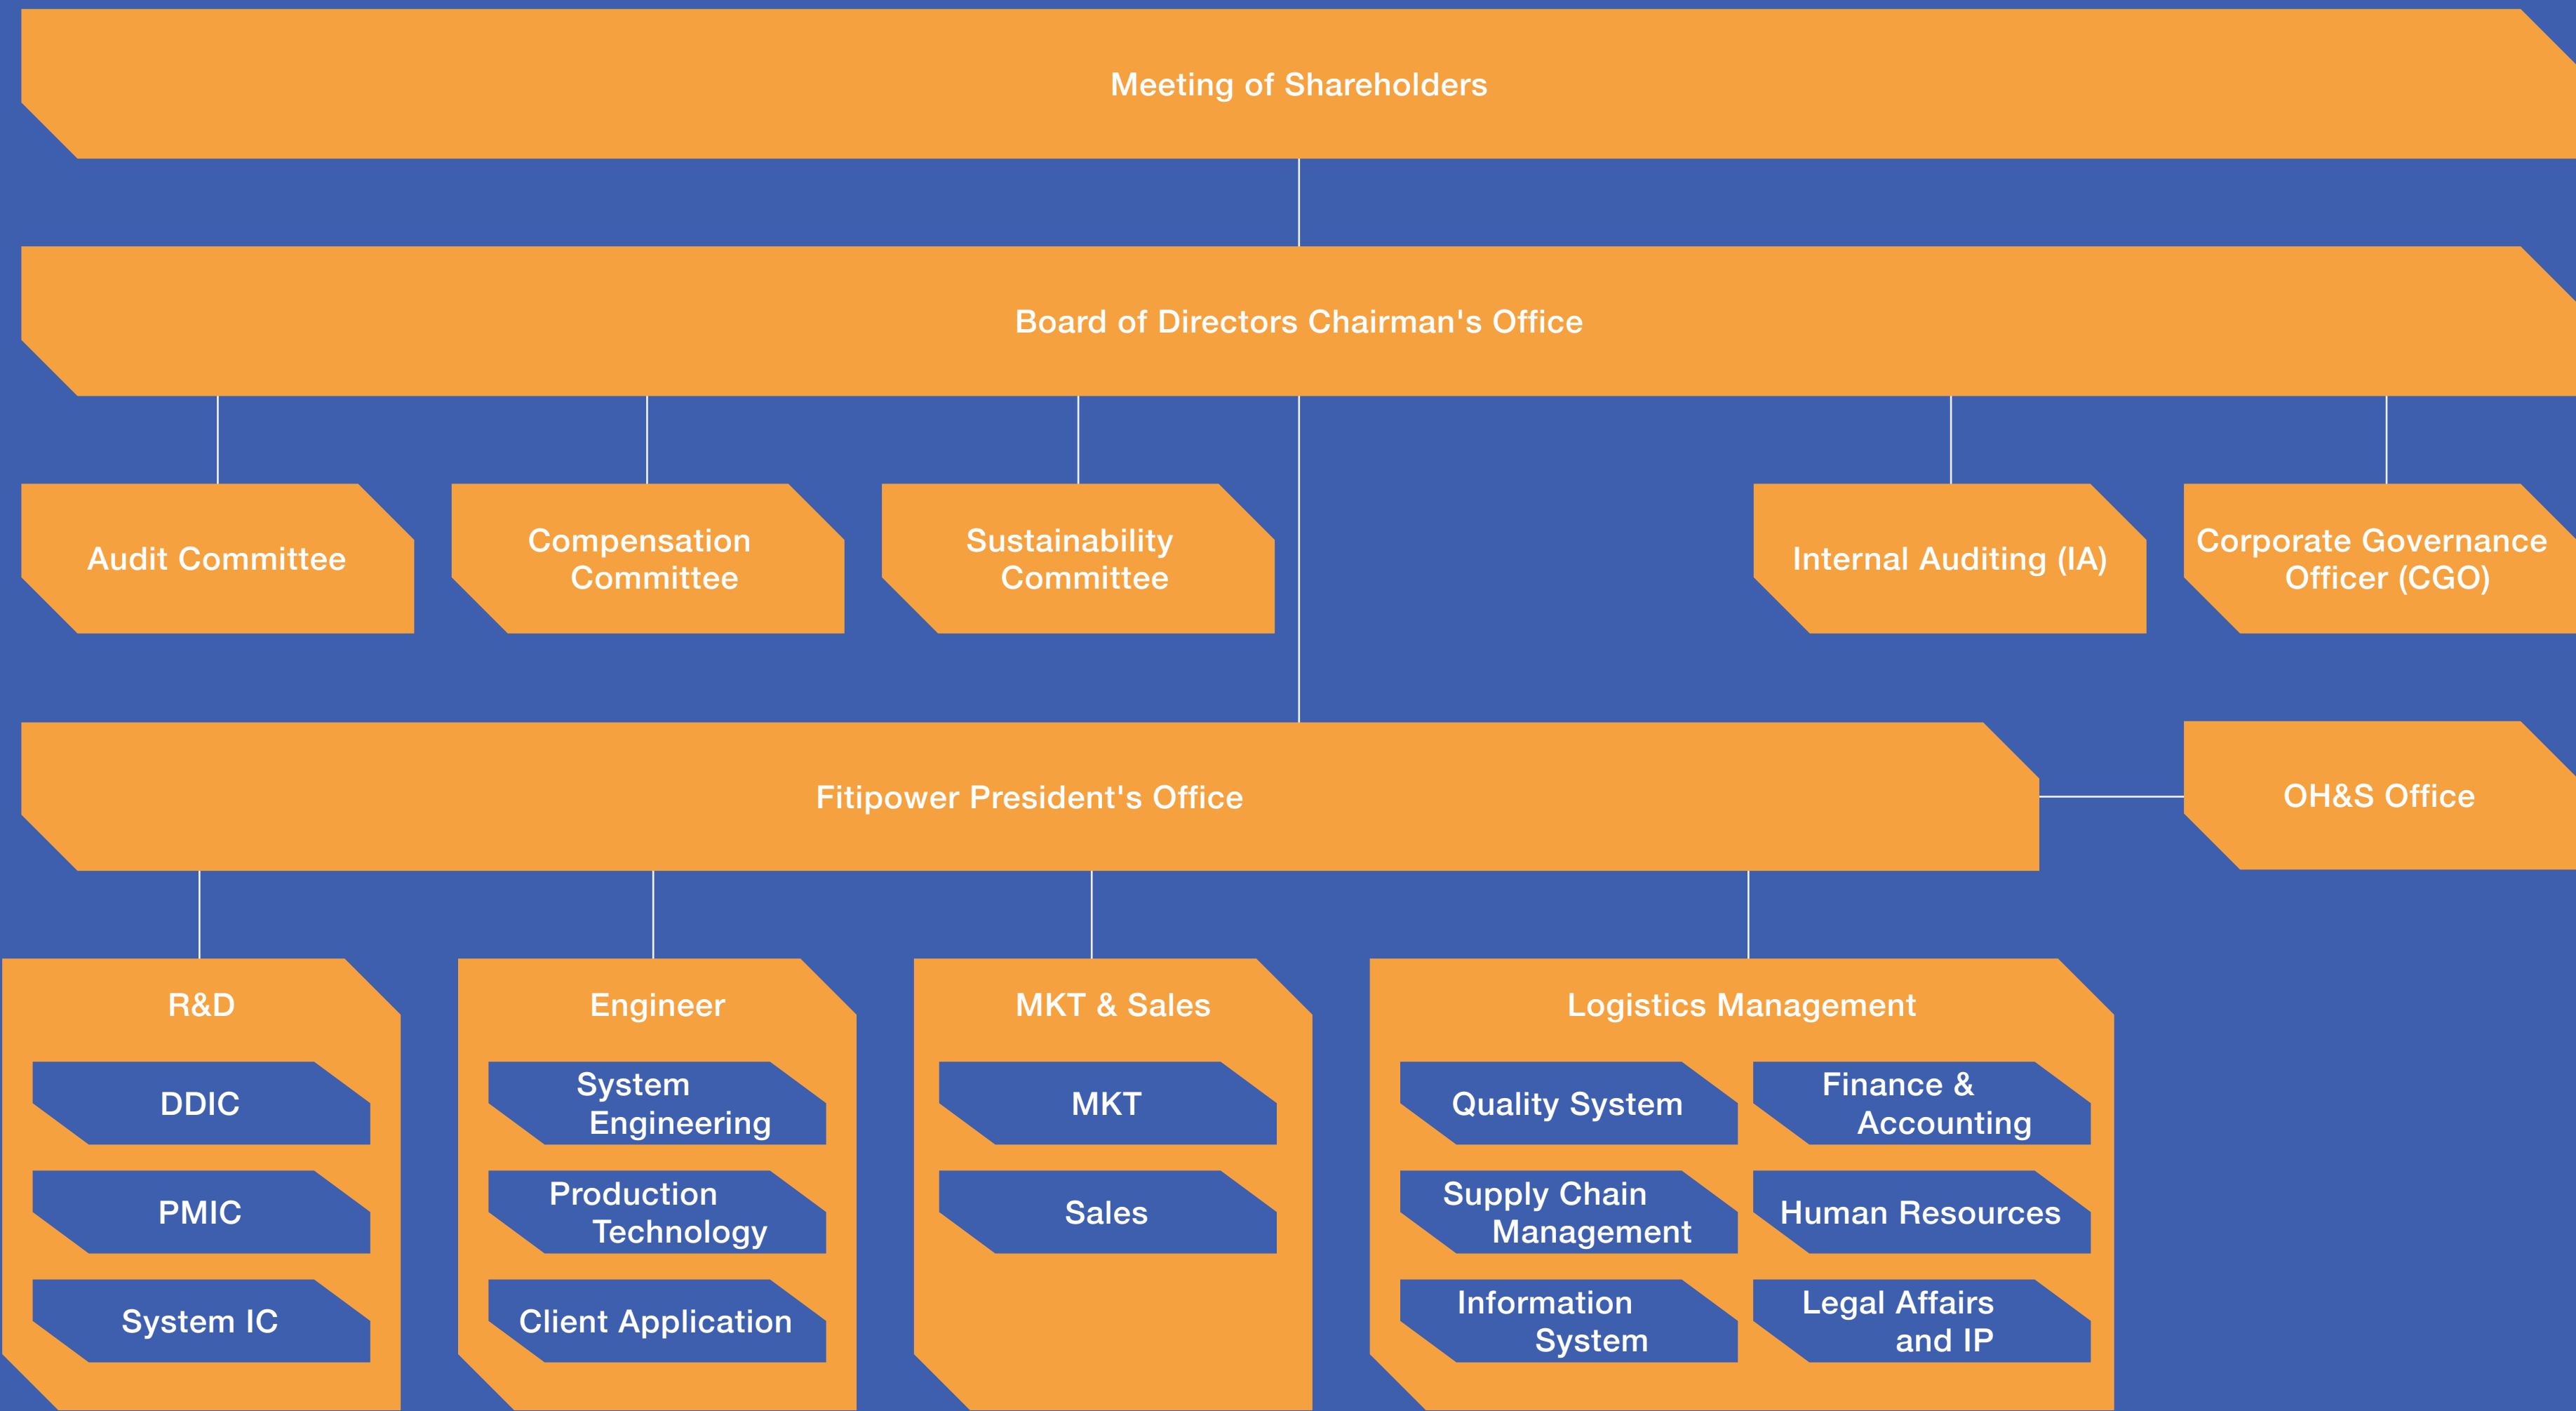 Meeting of Shareholders
Board of Directors Chairman's Office
Audit Committee
Compensation
Committee
Sustainability
Committee
Internal Auditing (IA)
Corporate Governance
Officer (CGO)
Fitipower President's Office
OH&S Office
R&D
DDIC
PMIC
System IC
Engineer
System
Engineering
Production
Technology
Client Application
MKT & Sales
MKT
Sales
Logistics Management
Quality System
Supply Chain
Management
Information
System
Finance &
Accounting
Human Resources
Legal Affairs
and IP